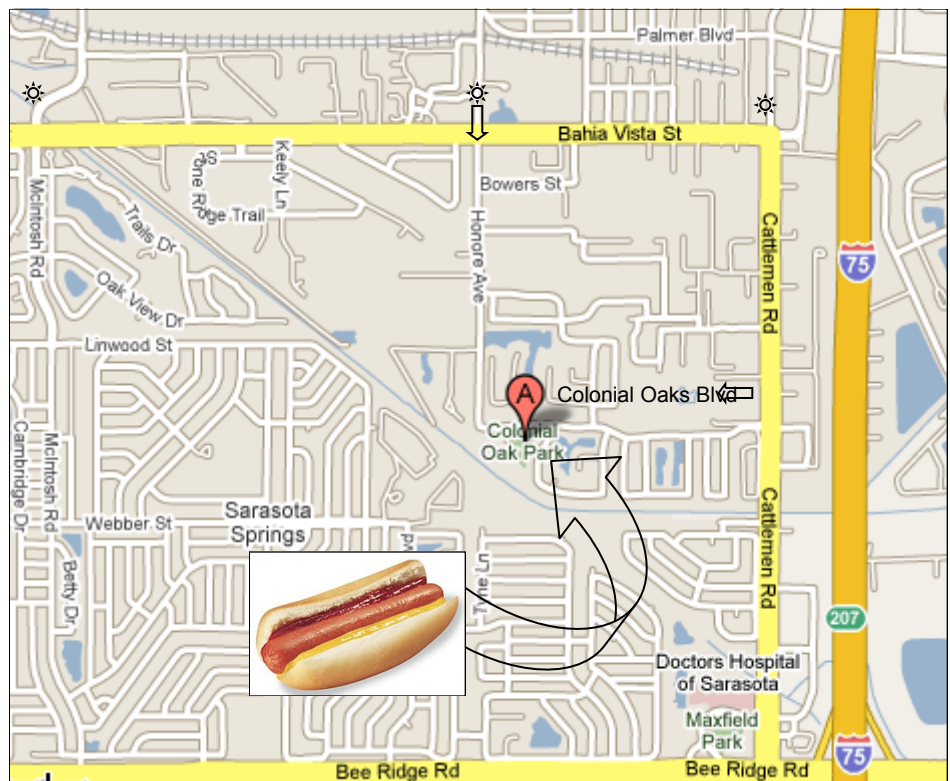 Palmer Blvd
Bahia Vista St
Keely Ln
Bowers St
McIntosh Rd
Trail
Trails Dr
Honore Ave
Cattlemen Rd
75
Oak View Dr
Linwood St
A
Colonial Oaks Blvd
Colonial
Oak Park
Cambridge Dr
McIntosh Rd
Webber St
Sarasota
Springs
Cattlemen Rd
Betty Dr
207
Doctors Hospital
of Sarasota
Maxfield
Park
75
Bee Ridge Rd
Bee Ridge Rd